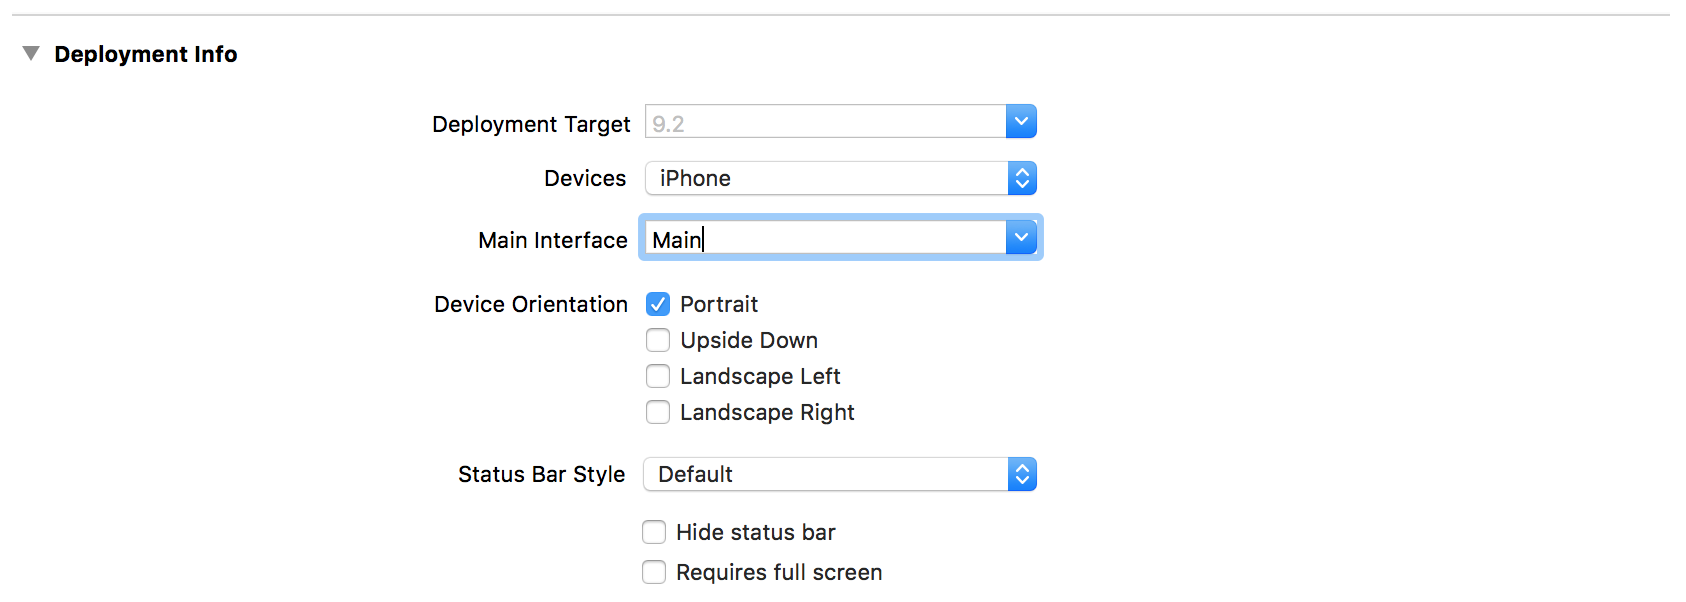 Deployment Info
Deployment Target 9.2
Devices iPhone
Main Interface Main
Device Orientation Portrait
Upside Down
Landscape Left
Landscape Right
Status Bar Style Default
Hide status bar
Requires full screen